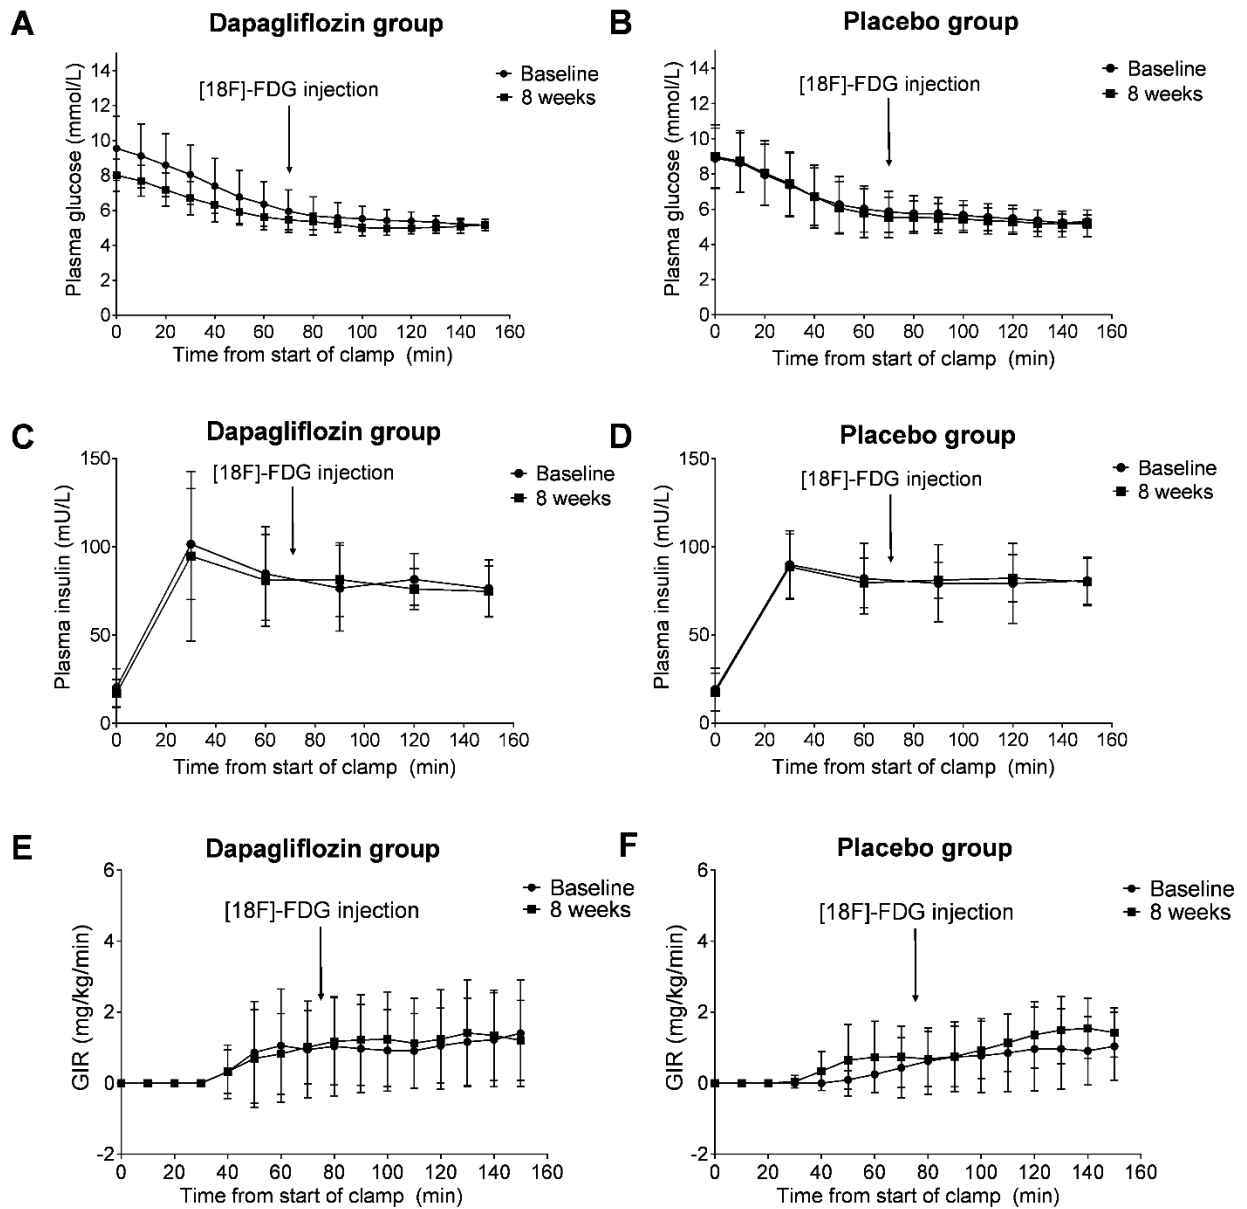 A
Dapagliflozin group
Plasma glucose (mmol/L)
14
12
10
8
6
4
2
0
[18F]-FDG injection
Baseline
8 weeks
0 20 40 60 80 100 120 140 160
Time from start of clamp (min)
B
Placebo group
Plasma glucose (mmol/L)
14
12
10
8
6
4
2
0
[18F]-FDG injection
Baseline
8 weeks
0 20 40 60 80 100 120 140 160
Time from start of clamp (min)
C
Dapagliflozin group
Plasma insulin (mU/L)
150
100
50
0
[18F]-FDG injection
Baseline
8 weeks
0 20 40 60 80 100 120 140 160
Time from start of clamp (min)
D
Placebo group
Plasma insulin (mU/L)
150
100
50
0
[18F]-FDG injection
Baseline
8 weeks
0 20 40 60 80 100 120 140 160
Time from start of clamp (min)
E
Dapagliflozin group
GIR (mg/kg/min)
6
4
2
0
-2
[18F]-FDG injection
Baseline
8 weeks
0 20 40 60 80 100 120 140 160
Time from start of clamp (min)
F
Placebo group
GIR (mg/kg/min)
6
4
2
0
-2
[18F]-FDG injection
Baseline
8 weeks
0 20 40 60 80 100 120 140 160
Time from start of clamp (min)